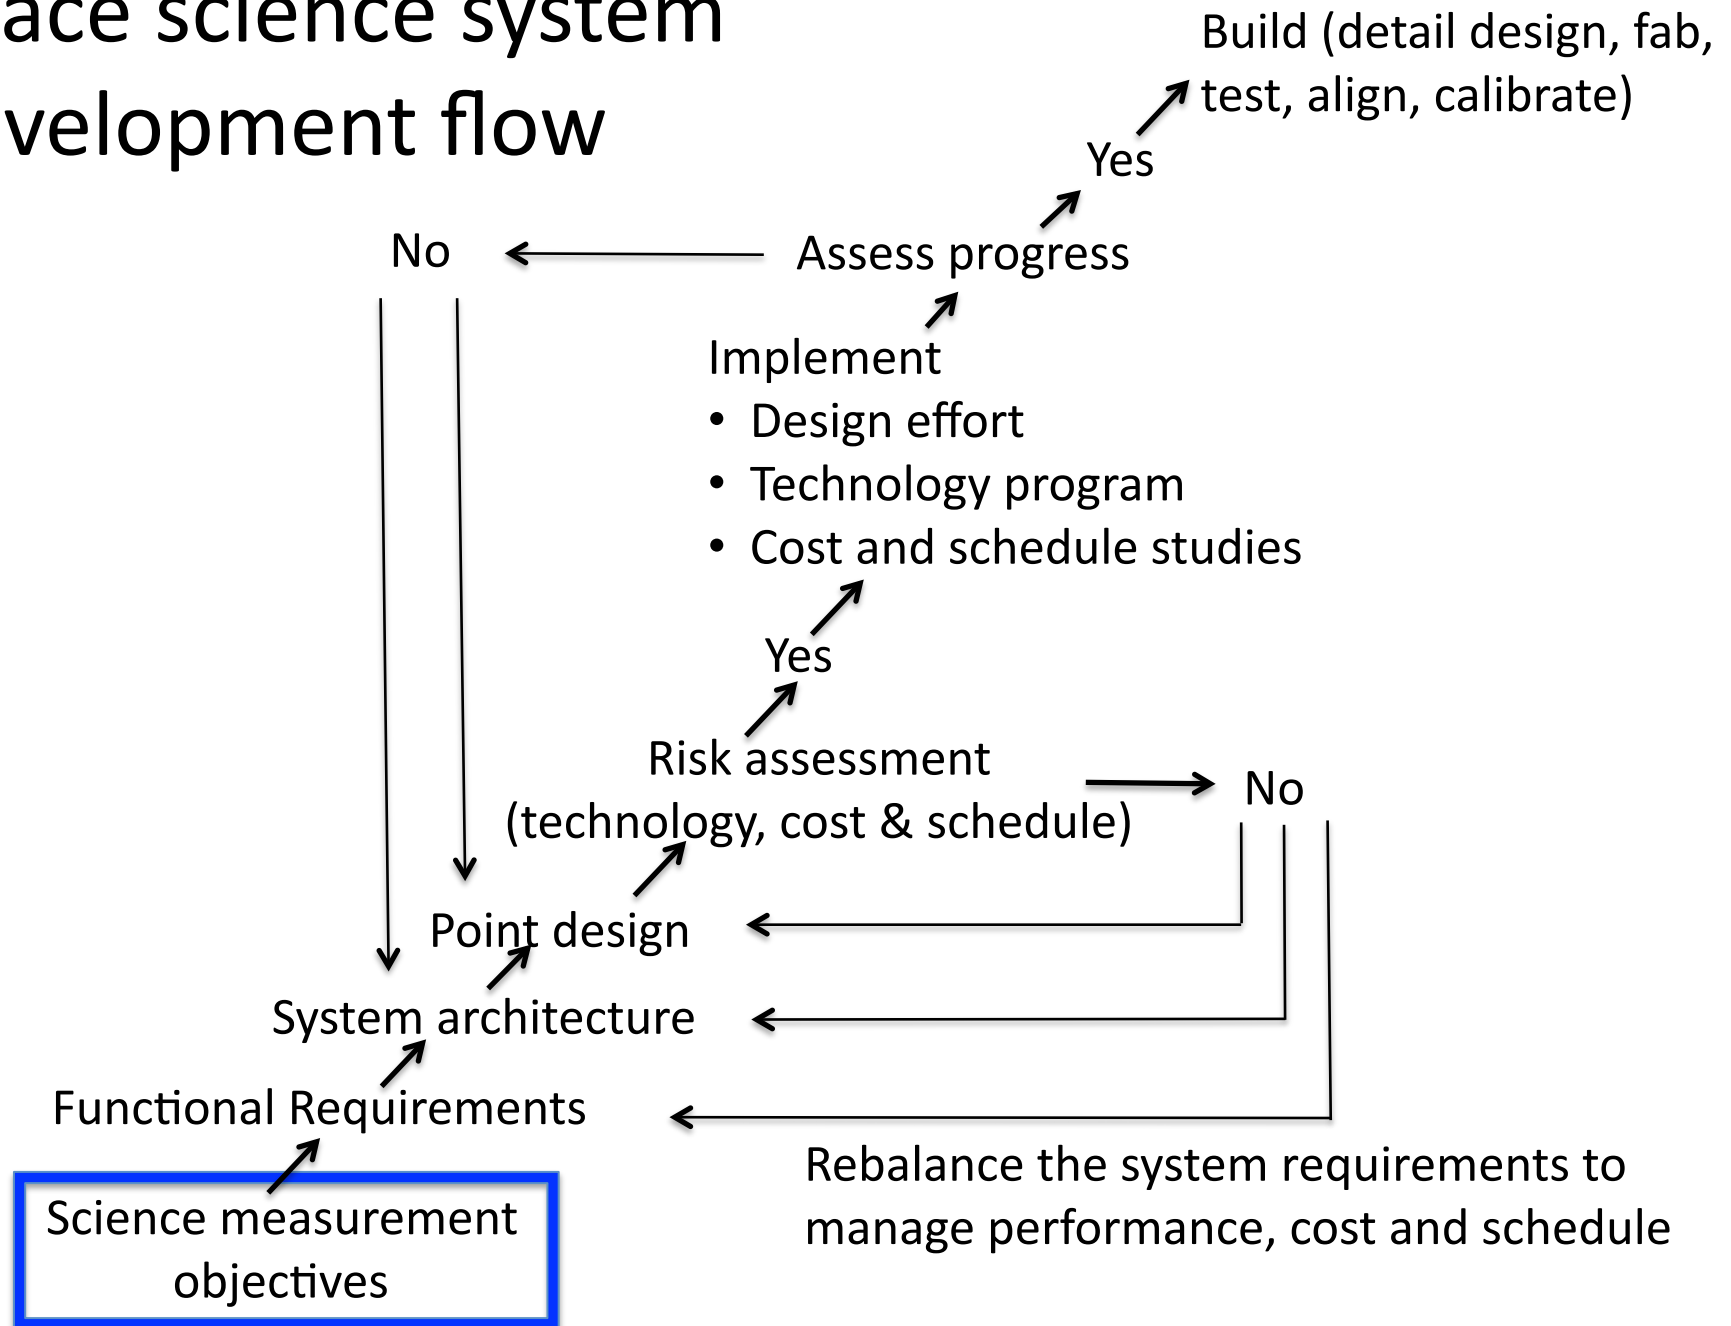 ace science system
velopment flow
Build (detail design, fab,
test, align, calibrate)
Yes
No
Assess progress
Implement
• Design effort
• Technology program
• Cost and schedule studies
Yes
Risk assessment
(technology, cost & schedule)
No
Point design
System architecture
Functional Requirements
Rebalance the system requirements to
manage performance, cost and schedule
Science measurement
objectives